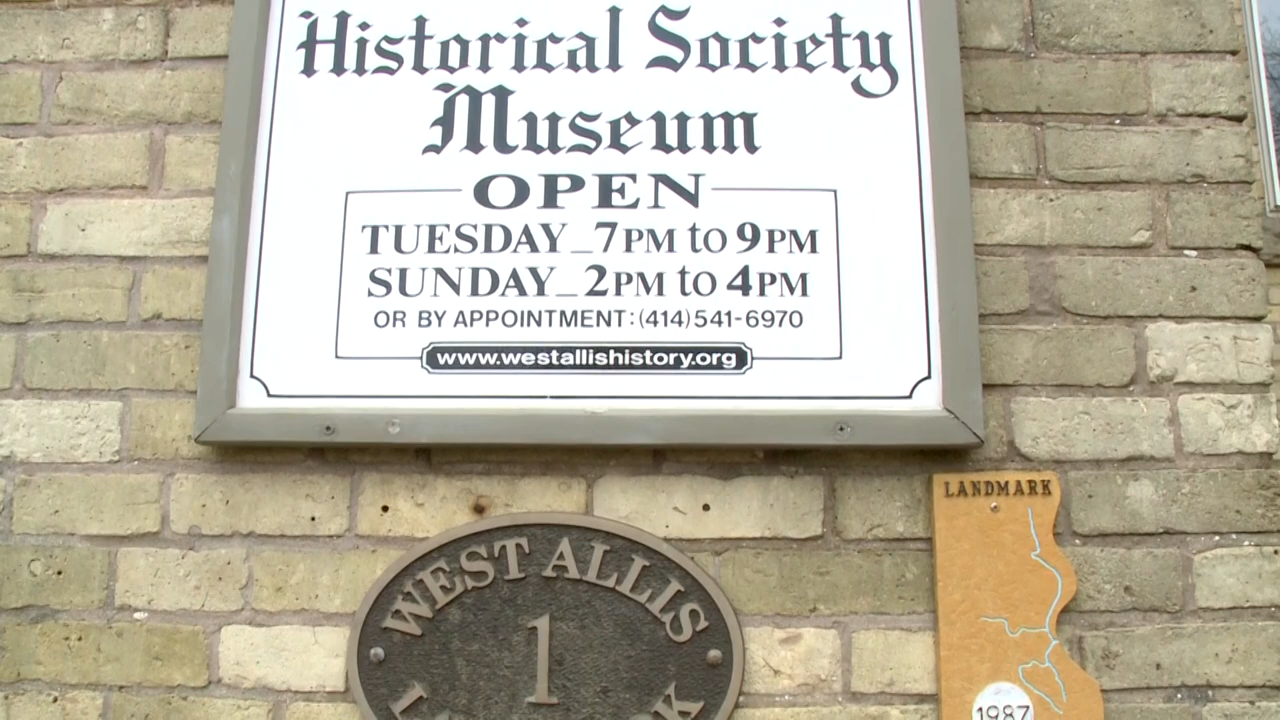 Historical Society
Museum
OPEN
TUESDAY_7PM to 9PM
SUNDAY_2PM to 4PM
OR BY APPOINTMENT:(414)541-6970
www.westallishistory.org
LANDMARK
WEST ALLIS
1
1987